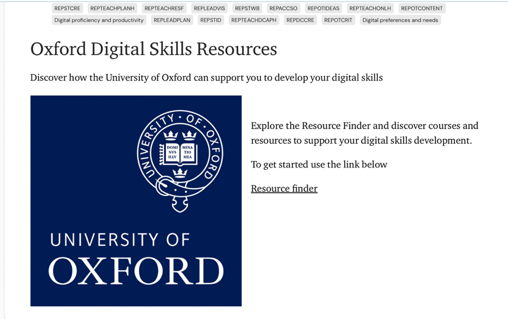 REPSTCRE REPTEACHPLANH REPTEACHRESF REPLEADVIS REPSTWB REPACCSO REPOTIDEAS REPTEACHONLH REPOTCONTENT
Digital proficiency and productivity REPLEADPLAN REPSTID REPTEACHDCAPH REPDCCRE REPOTCRIT Digital preferences and needs
Oxford Digital Skills Resources
Discover how the University of Oxford can support you to develop your digital skills
UNIVERSITY·OF·OXFORD
DOMI MINA
NVS TIO
ILLV MEA
UNIVERSITY OF
OXFORD
Explore the Resource Finder and discover courses and
resources to support your digital skills development.
To get started use the link below
Resource finder